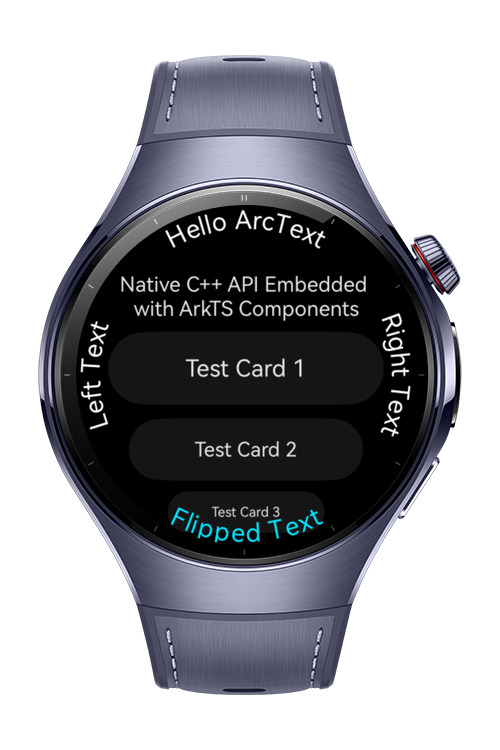 Hello ArcText
Native C++ API Embedded
with ArkTS Components
Left Text
Right Text
Test Card 1
Test Card 2
Test Card 3
Flipped Text